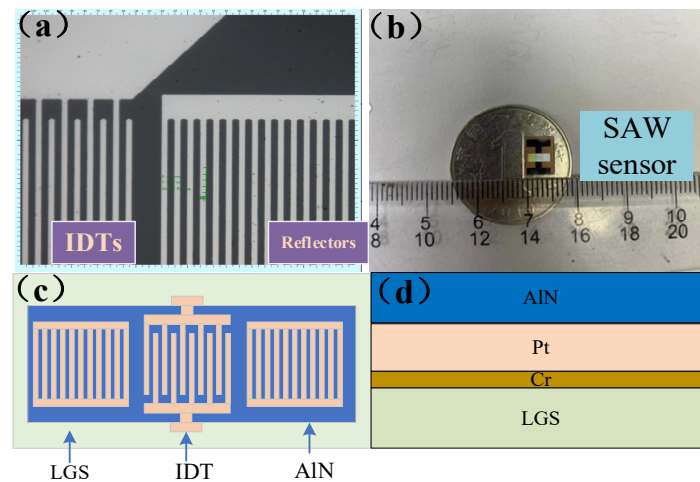 (a)
IDTs
Reflectors
(b)
SAW
sensor
4 5 6 7 8 9 10
8 10 12 14 16 18 20
(c)
LGS
IDT
AlN
(d)
AlN
Pt
Cr
LGS